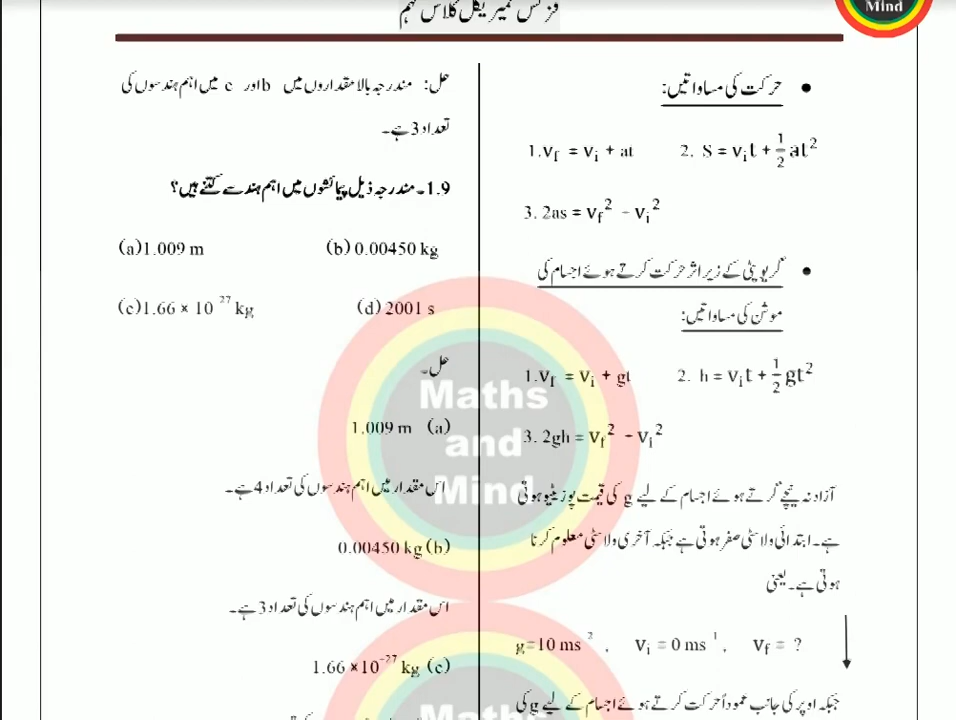 فزکس نمیریکل کلاس نہم
Mind
● حرکت کی مساواتیں:
1.vf = vi + at 2. S = vit + 1/2 at²
3. 2as = vf² - vi²
● گریویٹی کے زیر اثر حرکت کرتے ہوئے اجسام کی
موشن کی مساواتیں:
1.vf = vi + gt 2. h = vit + 1/2 gt²
3. 2gh = vf² - vi²
آزادنہ نیچے گرتے ہوئے اجسام کے لیے g کی قیمت پوزیٹیو ہوتی
ہے۔ ابتدائی ولاسٹی صفر ہوتی ہے جبکہ آخری ولاسٹی معلوم کرنا
ہوتی ہے۔ یعنی
g=10 ms ², vi = 0 ms ¹, vf = ?
جبکہ اوپر کی جانب عموداً حرکت کرتے ہوئے اجسام کے لیے g کی
حل: مندرجہ بالا مقداروں میں b اور c میں اہم ہندسوں کی
تعداد 3 ہے۔
1.9۔ مندرجہ ذیل پیمائشوں میں اہم ہندسے کتنے ہیں؟
(a)1.009 m (b) 0.00450 kg
(c)1.66 × 10 ²⁷ kg (d) 2001 s
حل۔
1.009 m (a)
اس مقدار میں اہم ہندسوں کی تعداد 4 ہے۔
0.00450 kg (b)
اس مقدار میں اہم ہندسوں کی تعداد 3 ہے۔
1.66 ×10⁻²⁷ kg (c)
Maths
and
Mind
Maths